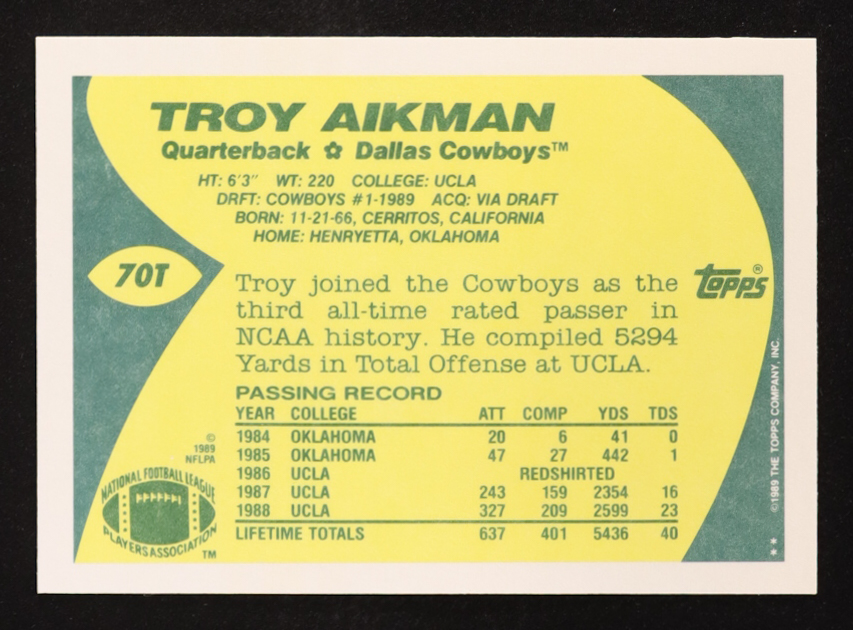 TROY AIKMAN
Quarterback ✿ Dallas Cowboys™
HT: 6'3" WT: 220 COLLEGE: UCLA
DRFT: COWBOYS #1-1989 ACQ: VIA DRAFT
BORN: 11-21-66, CERRITOS, CALIFORNIA
HOME: HENRYETTA, OKLAHOMA
70T
Troy joined the Cowboys as the
third all-time rated passer in
NCAA history. He compiled 5294
Yards in Total Offense at UCLA.
TOPPS®
PASSING RECORD
YEAR COLLEGE ATT COMP YDS TDS
1984 OKLAHOMA 20 6 41 0
1985 OKLAHOMA 47 27 442 1
1986 UCLA REDSHIRTED
1987 UCLA 243 159 2354 16
1988 UCLA 327 209 2599 23
LIFETIME TOTALS 637 401 5436 40
©
1989
NFLPA
NATIONAL FOOTBALL LEAGUE
PLAYERS ASSOCIATION
TM
©1989 THE TOPPS COMPANY, INC.
**